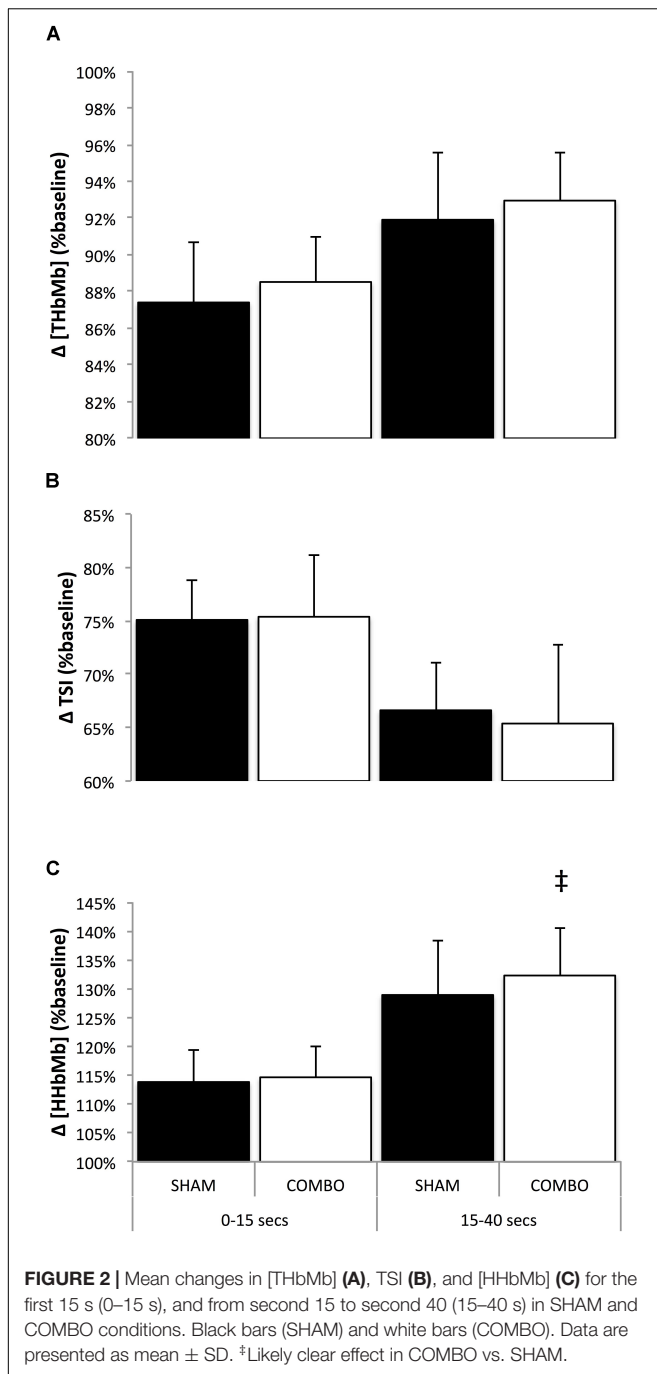 A
100%
98%
96%
94%
92%
90%
88%
86%
84%
82%
80%
Δ [THbMb] (%baseline)
B
85%
80%
75%
70%
65%
60%
Δ TSI (%baseline)
C
‡
145%
140%
135%
130%
125%
120%
115%
110%
105%
100%
Δ [HHbMb] (%baseline)
SHAM COMBO SHAM COMBO
0-15 secs 15-40 secs
FIGURE 2 | Mean changes in [THbMb] (A), TSI (B), and [HHbMb] (C) for the
first 15 s (0–15 s), and from second 15 to second 40 (15–40 s) in SHAM and
COMBO conditions. Black bars (SHAM) and white bars (COMBO). Data are
presented as mean ± SD. ‡Likely clear effect in COMBO vs. SHAM.